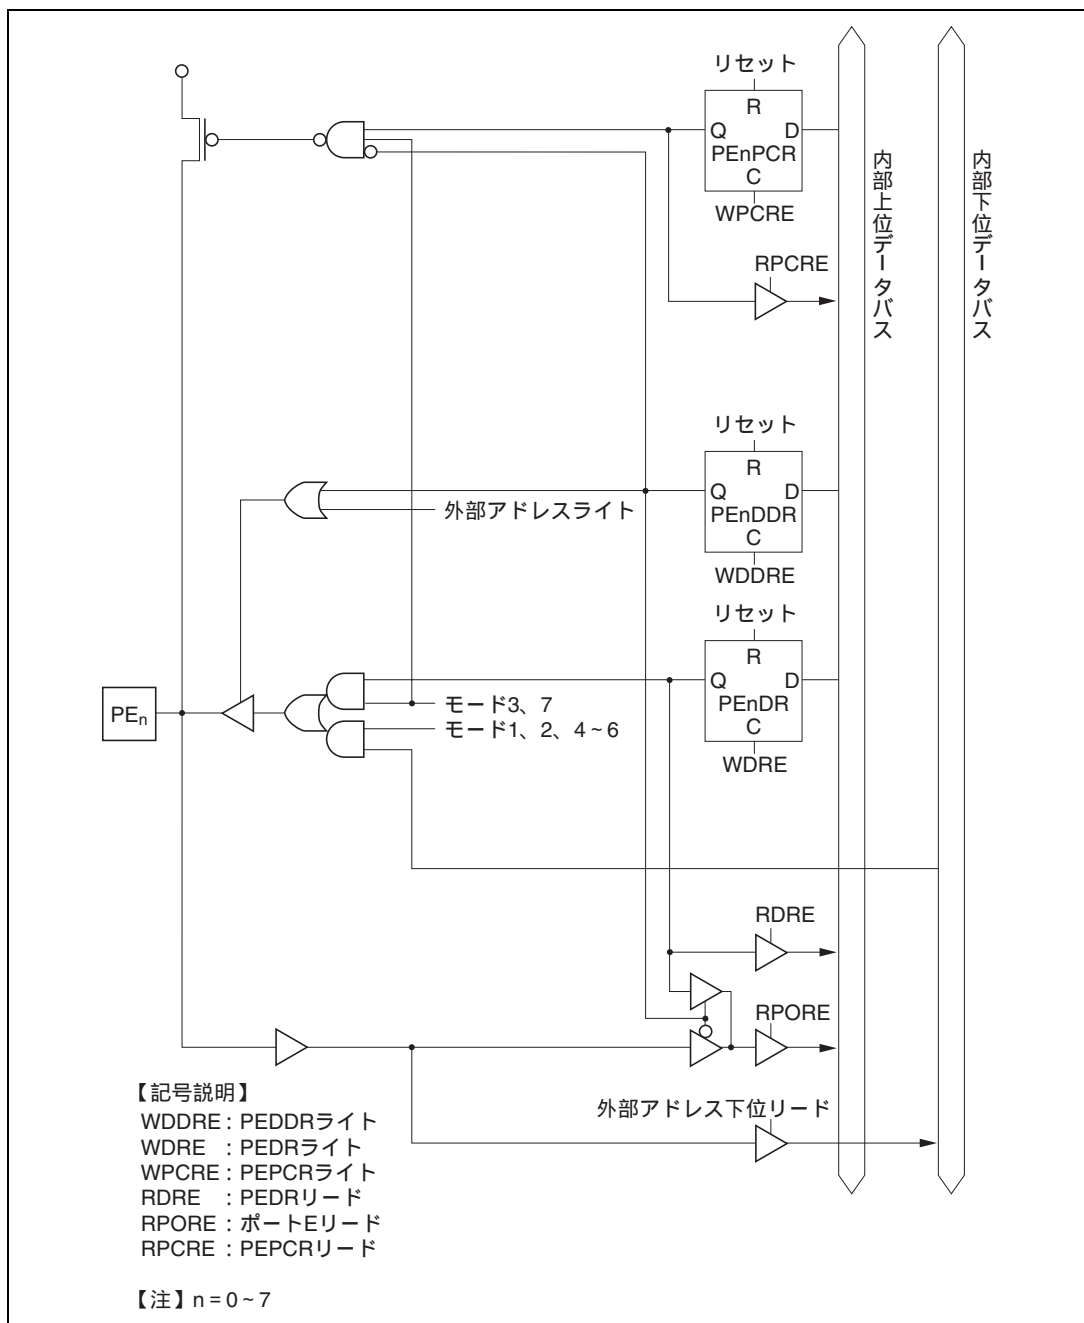 リセット
R
Q D
PEnPCR
C
WPCRE
RPCRE
内部上位データバス
内部下位データバス
リセット
R
Q D
PEnDDR
C
WDDRE
外部アドレスライト
リセット
R
Q D
PEnDR
C
WDRE
PEn
モード3、7
モード1、2、4~6
RDRE
RPORE
外部アドレス下位リード
【記号説明】
WDDRE : PEDDRライト
WDRE : PEDRライト
WPCRE : PEPCRライト
RDRE : PEDRリード
RPORE : ポートEリード
RPCRE : PEPCRリード
【注】n = 0 ~ 7